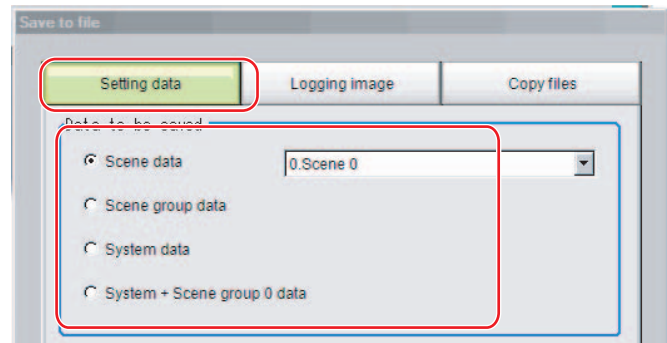 Save to file
Setting data
Logging image
Copy files
Data to be saved
Scene data
0.Scene 0
Scene group data
System data
System + Scene group 0 data